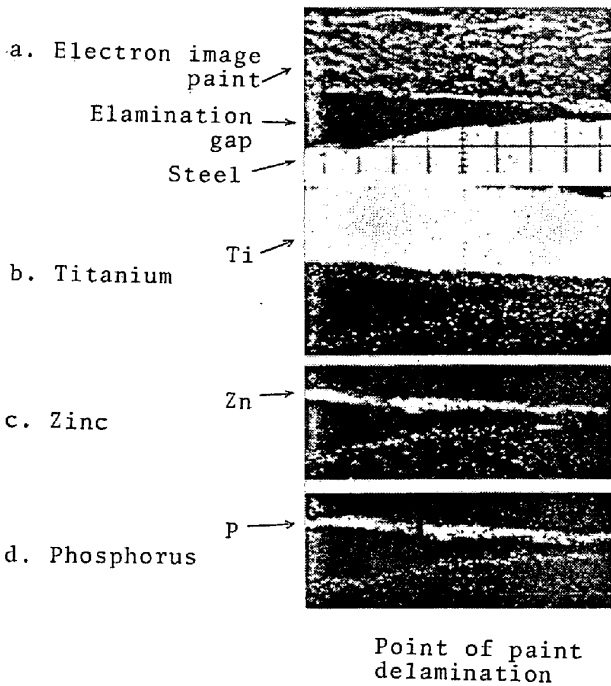 a. Electron image
paint
Elamination
gap
Steel
Ti
b. Titanium
Zn
c. Zinc
P
d. Phosphorus
Point of paint
delamination